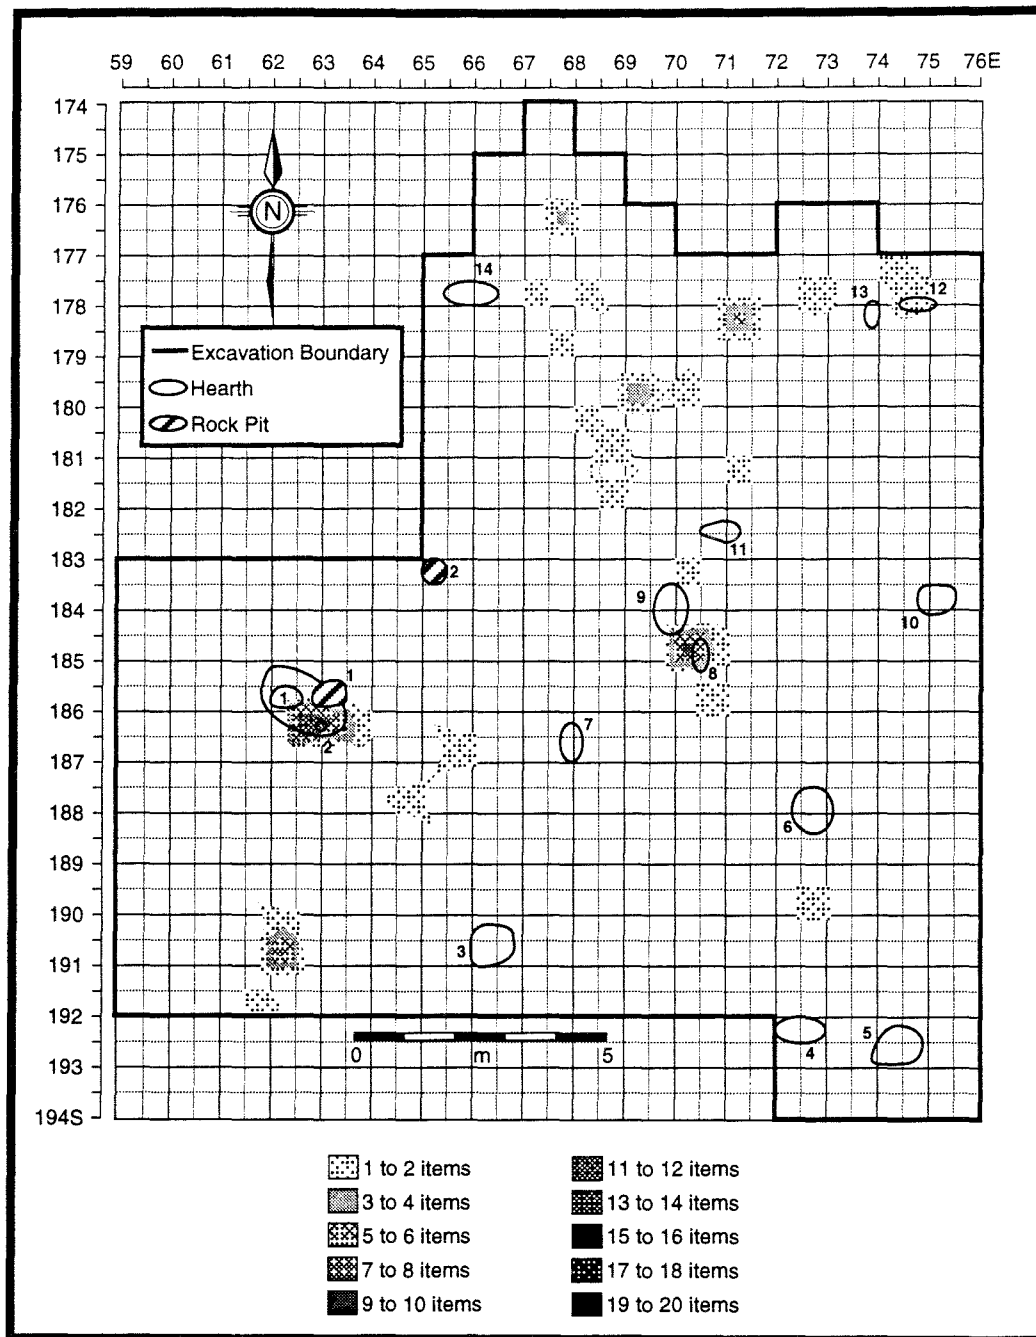 59 60 61 62 63 64 65 66 67 68 69 70 71 72 73 74 75 76E
174
175
176
N
177
14
178
13
12
179
Excavation Boundary
Hearth
180
Rock Pit
181
182
11
183
2
9
10
184
8
185
1
1
186
2
7
187
188
6
189
190
3
191
192
0 m 5
4
5
193
194S
1 to 2 items
3 to 4 items
5 to 6 items
7 to 8 items
9 to 10 items
11 to 12 items
13 to 14 items
15 to 16 items
17 to 18 items
19 to 20 items